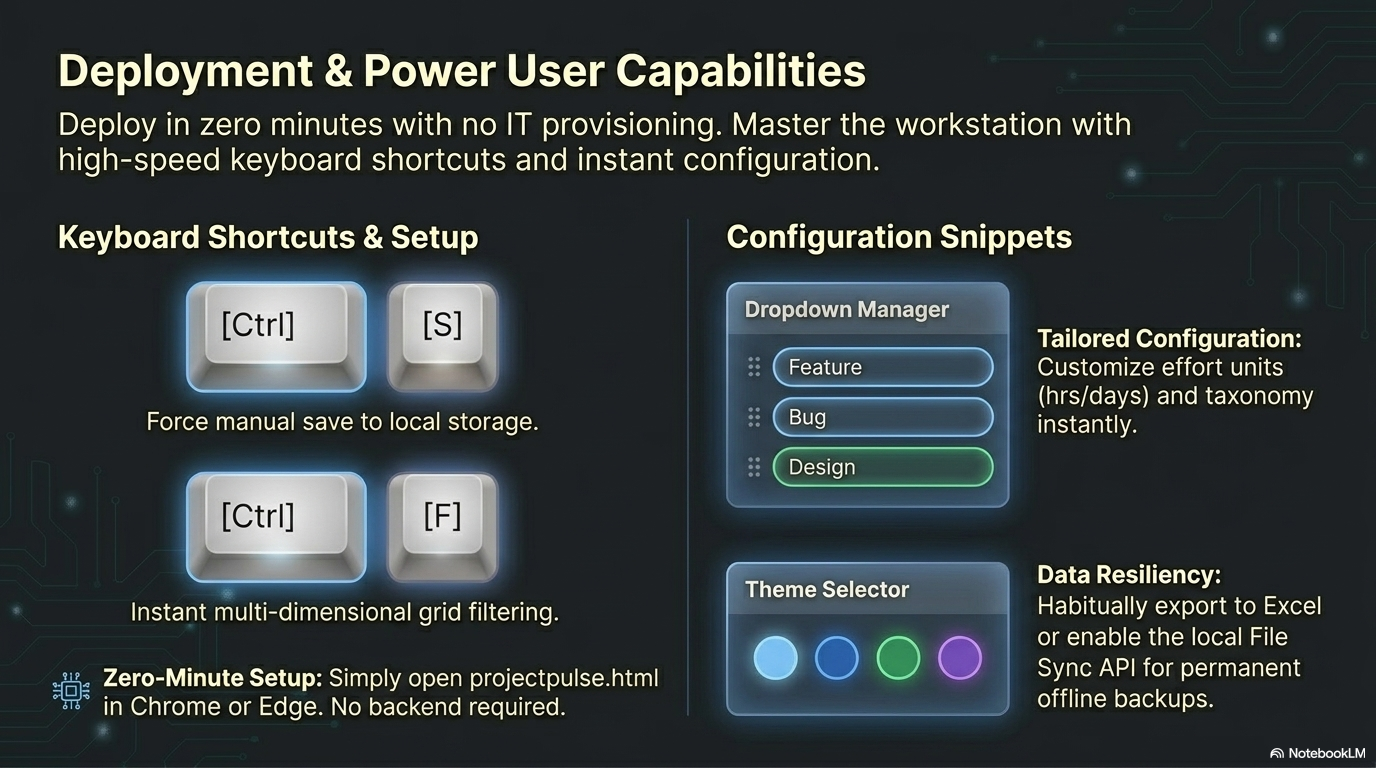 Deployment & Power User Capabilities
Deploy in zero minutes with no IT provisioning. Master the workstation with
high-speed keyboard shortcuts and instant configuration.
Keyboard Shortcuts & Setup
[Ctrl] [S]
Force manual save to local storage.
[Ctrl] [F]
Instant multi-dimensional grid filtering.
Zero-Minute Setup: Simply open projectpulse.html
in Chrome or Edge. No backend required.
Configuration Snippets
Dropdown Manager
Feature
Bug
Design
Tailored Configuration:
Customize effort units
(hrs/days) and taxonomy
instantly.
Theme Selector
Data Resiliency:
Habitually export to Excel
or enable the local File
Sync API for permanent
offline backups.
NotebookLM